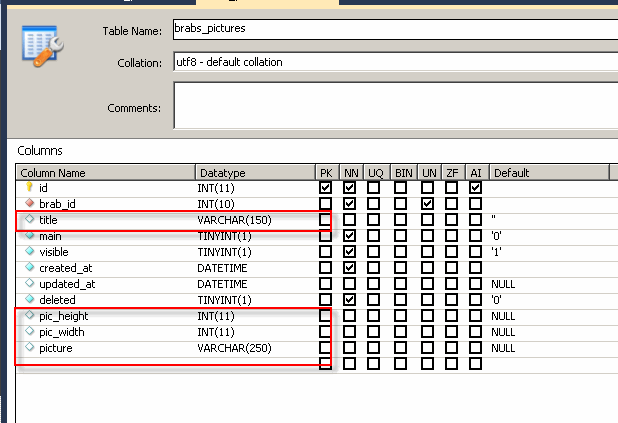 Table Name: brabs_pictures
Collation: utf8 - default collation
Comments:
Columns
Column Name Datatype PK NN UQ BIN UN ZF AI Default
id INT(11)
brab_id INT(10)
title VARCHAR(150) ''
main TINYINT(1) '0'
visible TINYINT(1) '1'
created_at DATETIME
updated_at DATETIME NULL
deleted TINYINT(1) '0'
pic_height INT(11) NULL
pic_width INT(11) NULL
picture VARCHAR(250) NULL